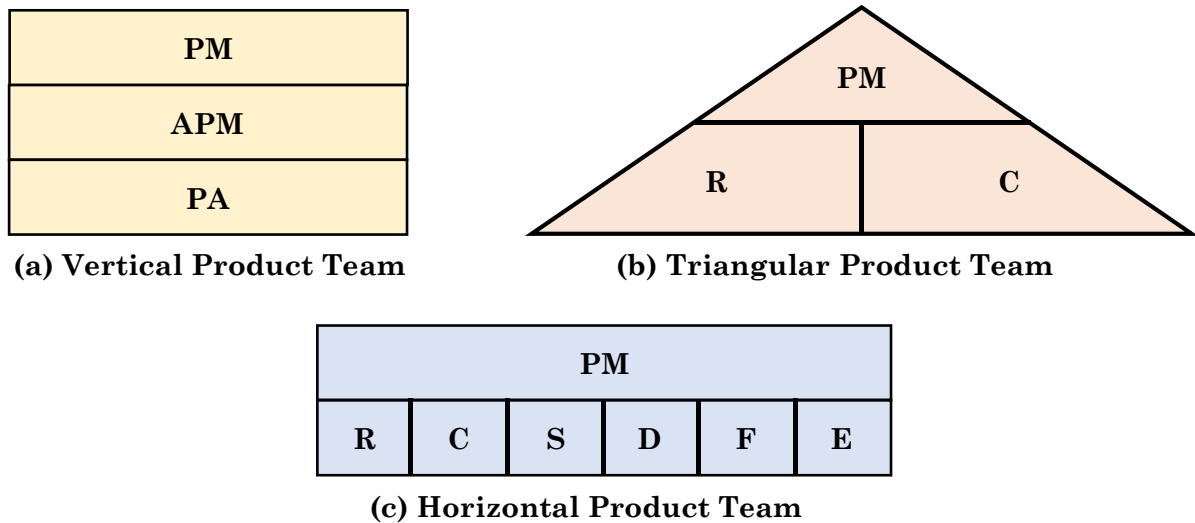 PM
APM
PA
(a) Vertical Product Team
PM
R C
(b) Triangular Product Team
PM
R C S D F E
(c) Horizontal Product Team